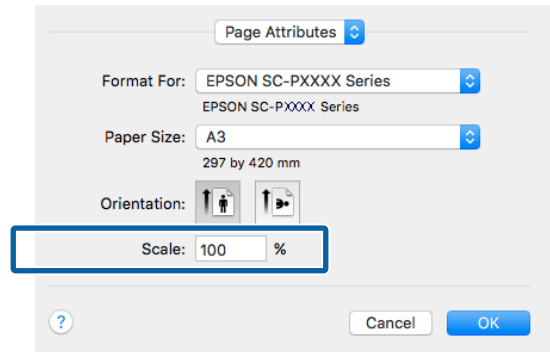 Page Attributes
Format For: EPSON SC-PXXXX Series
EPSON SC-PXXXX Series
Paper Size: A3
297 by 420 mm
Orientation:
Scale: 100 %
? Cancel OK